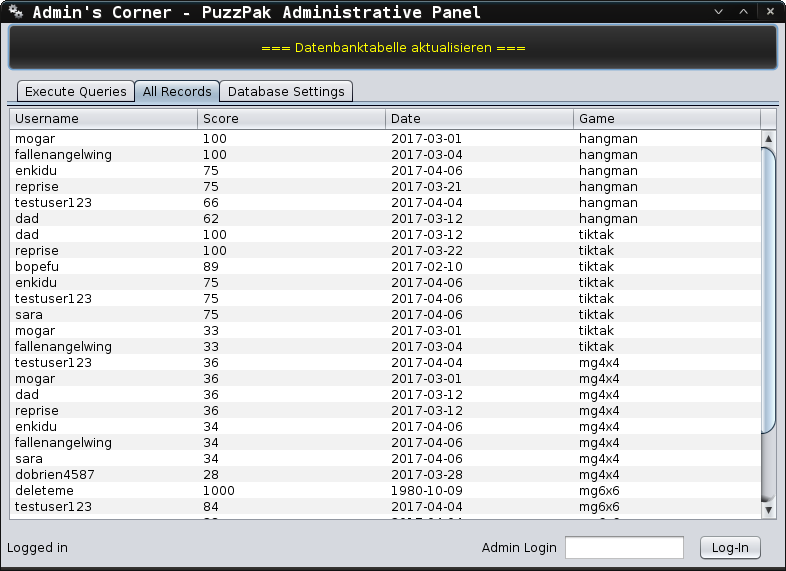 Admin's Corner - PuzzPak Administrative Panel
=== Datenbanktabelle aktualisieren ===
Execute Queries All Records Database Settings
Username Score Date Game
mogar 100 2017-03-01 hangman
fallenangelwing 100 2017-03-04 hangman
enkidu 75 2017-04-06 hangman
reprise 75 2017-03-21 hangman
testuser123 66 2017-04-04 hangman
dad 62 2017-03-12 hangman
dad 100 2017-03-12 tiktak
reprise 100 2017-03-22 tiktak
bopefu 89 2017-02-10 tiktak
enkidu 75 2017-04-06 tiktak
testuser123 75 2017-04-06 tiktak
sara 75 2017-04-06 tiktak
mogar 33 2017-03-01 tiktak
fallenangelwing 33 2017-03-04 tiktak
testuser123 36 2017-04-04 mg4x4
mogar 36 2017-03-01 mg4x4
dad 36 2017-03-12 mg4x4
reprise 36 2017-03-12 mg4x4
enkidu 34 2017-04-06 mg4x4
fallenangelwing 34 2017-04-06 mg4x4
sara 34 2017-04-06 mg4x4
dobrien4587 28 2017-03-28 mg4x4
deleteme 1000 1980-10-09 mg6x6
testuser123 84 2017-04-04 mg6x6
Logged in Admin Login Log-In